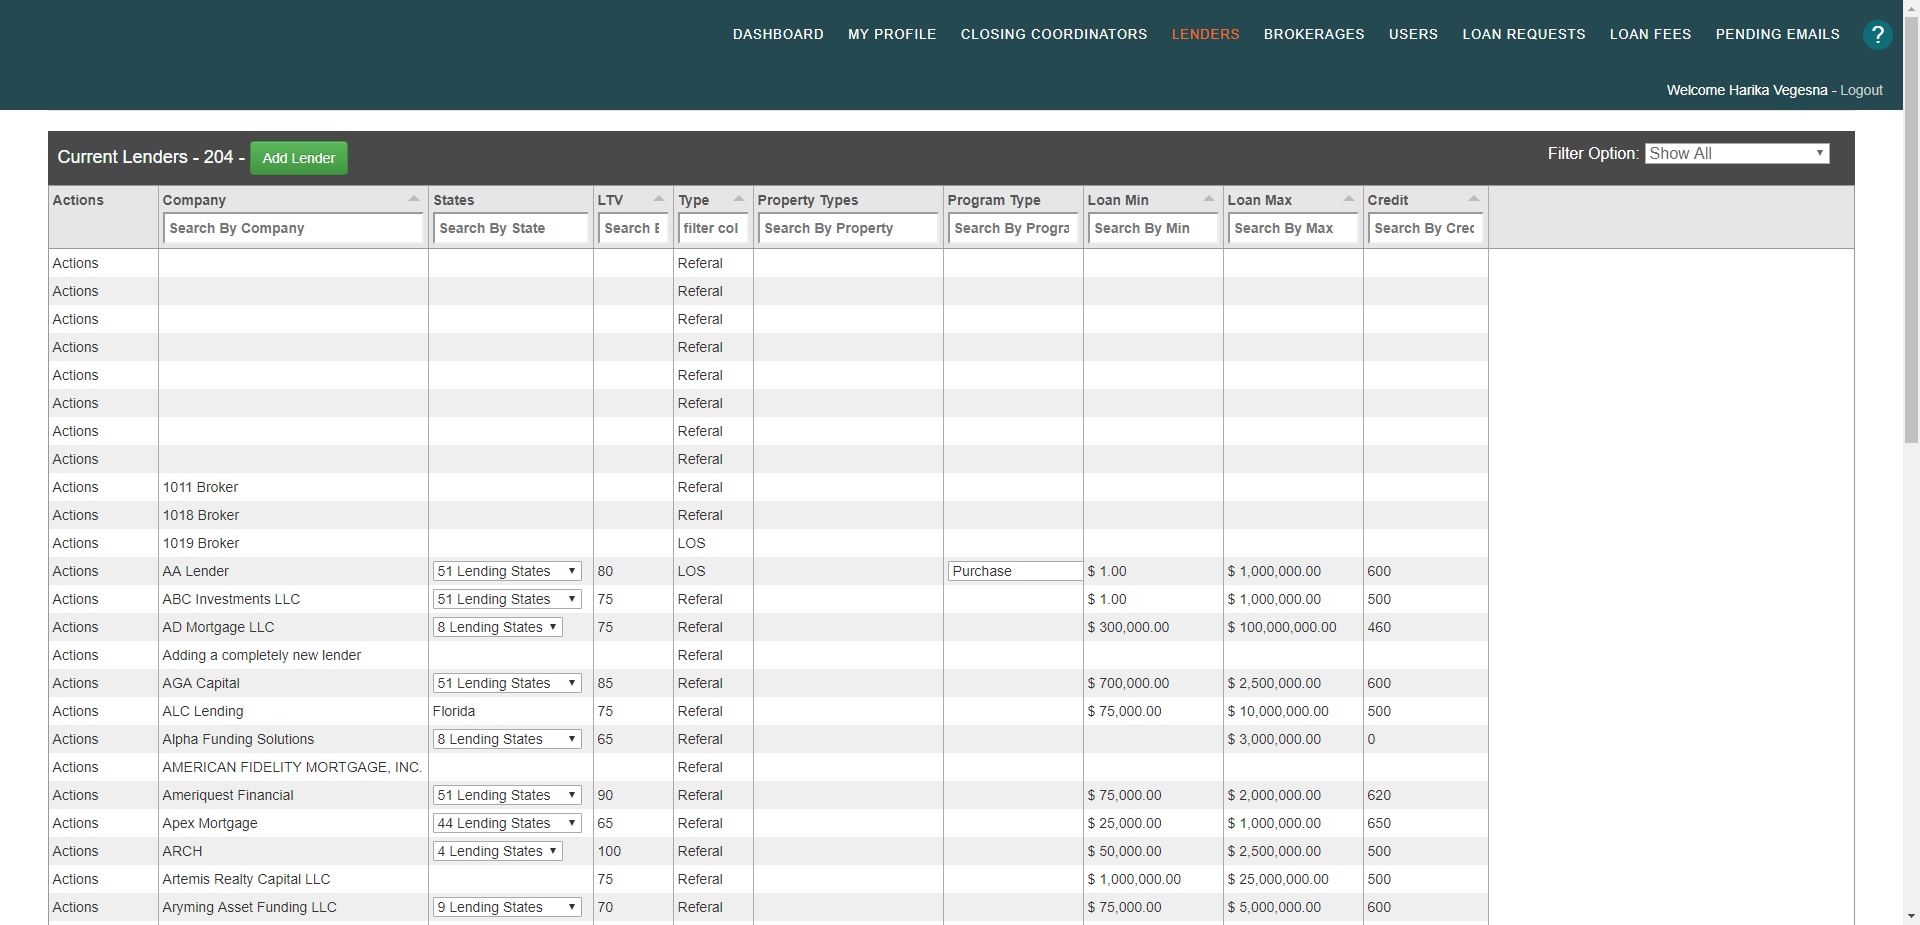 DASHBOARD MY PROFILE CLOSING COORDINATORS LENDERS BROKERAGES USERS LOAN REQUESTS LOAN FEES PENDING EMAILS ?
Welcome Harika Vegesna - Logout
Current Lenders - 204 - Add Lender Filter Option: Show All
Actions Company States LTV Type Property Types Program Type Loan Min Loan Max Credit
Search By Company Search By State Search filter col Search By Property Search By Progra Search By Min Search By Max Search By Crec
Actions Referal
Actions Referal
Actions Referal
Actions Referal
Actions Referal
Actions Referal
Actions Referal
Actions Referal
Actions 1011 Broker Referal
Actions 1018 Broker Referal
Actions 1019 Broker LOS
Actions AA Lender 51 Lending States 80 LOS Purchase $ 1.00 $ 1,000,000.00 600
Actions ABC Investments LLC 51 Lending States 75 Referal $ 1.00 $ 1,000,000.00 500
Actions AD Mortgage LLC 8 Lending States 75 Referal $ 300,000.00 $ 100,000,000.00 460
Actions Adding a completely new lender Referal
Actions AGA Capital 51 Lending States 85 Referal $ 700,000.00 $ 2,500,000.00 600
Actions ALC Lending Florida 75 Referal $ 75,000.00 $ 10,000,000.00 500
Actions Alpha Funding Solutions 8 Lending States 65 Referal $ 3,000,000.00 0
Actions AMERICAN FIDELITY MORTGAGE, INC. Referal
Actions Ameriquest Financial 51 Lending States 90 Referal $ 75,000.00 $ 2,000,000.00 620
Actions Apex Mortgage 44 Lending States 65 Referal $ 25,000.00 $ 1,000,000.00 650
Actions ARCH 4 Lending States 100 Referal $ 50,000.00 $ 2,500,000.00 500
Actions Artemis Realty Capital LLC 75 Referal $ 1,000,000.00 $ 25,000,000.00 500
Actions Aryming Asset Funding LLC 9 Lending States 70 Referal $ 75,000.00 $ 5,000,000.00 600